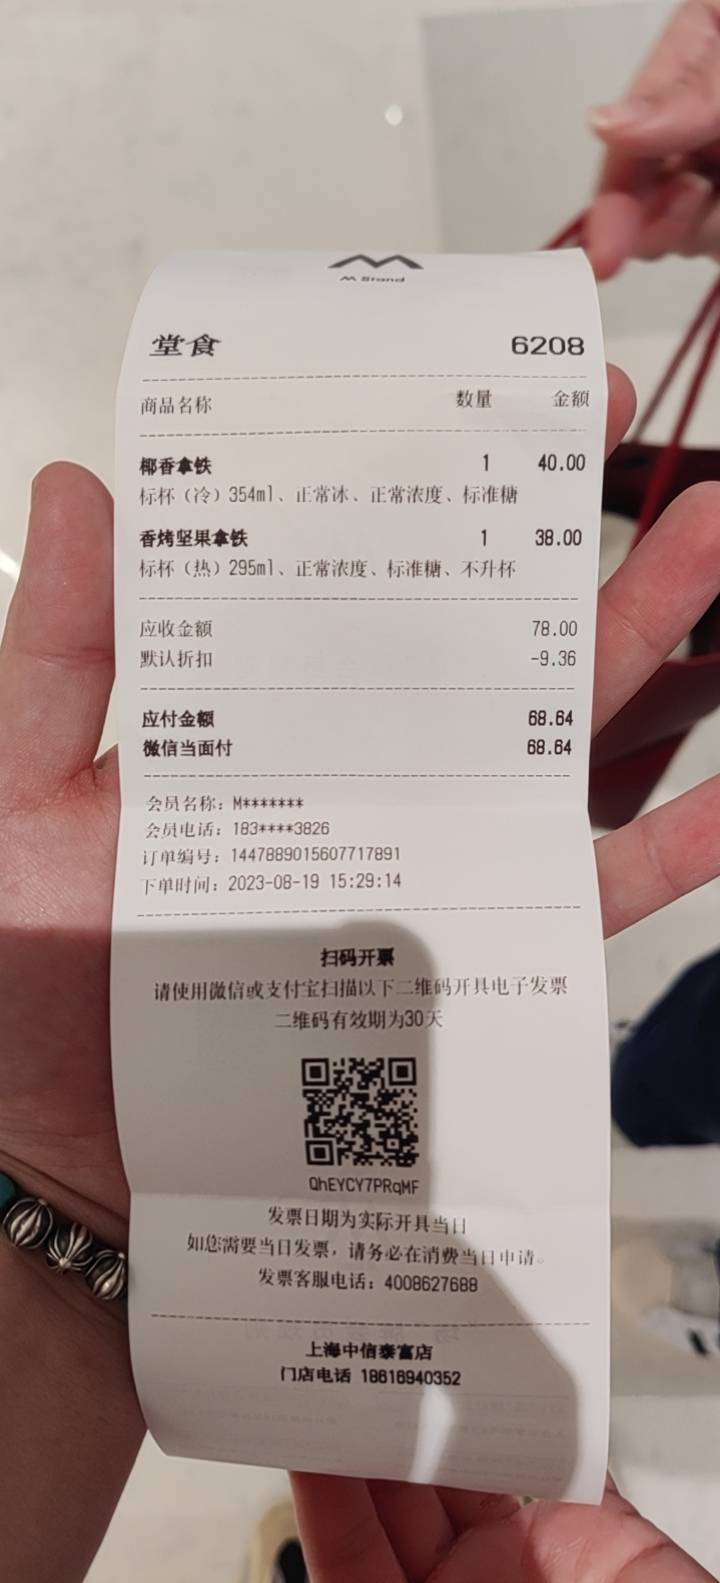 M Stand
堂食 6208
商品名称 数量 金额
椰香拿铁 1 40.00
标杯（冷）354ml、正常冰、正常浓度、标准糖
香烤坚果拿铁 1 38.00
标杯（热）295ml、正常浓度、标准糖、不升杯
应收金额 78.00
默认折扣 -9.36
应付金额 68.64
微信当面付 68.64
会员名称：M*******
会员电话：183****3826
订单编号：1447889015607717891
下单时间：2023-08-19 15:29:14
扫码开票
请使用微信或支付宝扫描以下二维码开具电子发票
二维码有效期为30天
QhEYCY7PRqMF
发票日期为实际开具当日
如您需要当日发票，请务必在消费当日申请。
发票客服电话：4008627688
上海中信泰富店
门店电话 18616940352